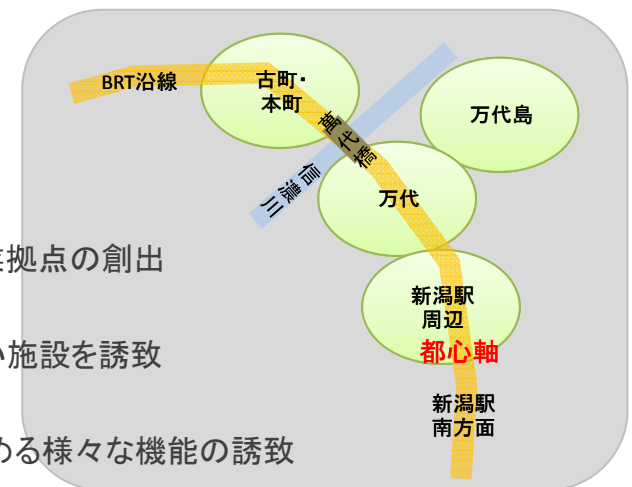 BRT沿線
古町・
本町
万代島
萬代橋
信濃川
万代
拠点の創出
新潟駅
周辺
都心軸
い施設を誘致
新潟駅
南方面
める様々な機能の誘致